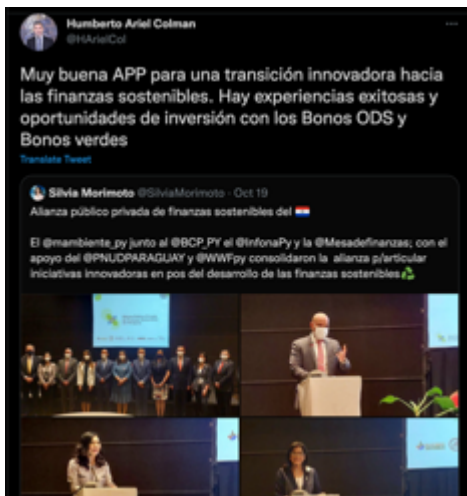 Humberto Ariel Colman
@HArielCol
Muy buena APP para una transición innovadora hacia
las finanzas sostenibles. Hay experiencias exitosas y
oportunidades de inversión con los Bonos ODS y
Bonos verdes
Translate Tweet
Silvia Morimoto @SilviaMorimoto · Oct 19
Alianza público privada de finanzas sostenibles del 🇵🇾
El @mambiente_py junto al @BCP_PY el @InfonaPy y la @Mesadefinanzas; con el
apoyo del @PNUDPARAGUAY y @WWFpy consolidaron la alianza p/articular
iniciativas innovadoras en pos del desarrollo de las finanzas sostenibles♻️